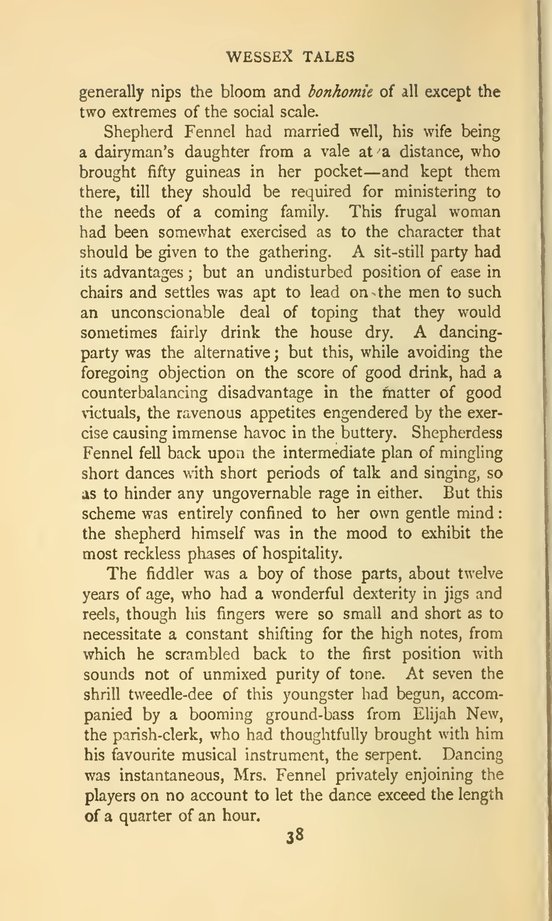 WESSEX TALES
generally nips the bloom and bonhomie of all except the
two extremes of the social scale.
Shepherd Fennel had married well, his wife being
a dairyman's daughter from a vale at a distance, who
brought fifty guineas in her pocket—and kept them
there, till they should be required for ministering to
the needs of a coming family. This frugal woman
had been somewhat exercised as to the character that
should be given to the gathering. A sit-still party had
its advantages; but an undisturbed position of ease in
chairs and settles was apt to lead on the men to such
an unconscionable deal of toping that they would
sometimes fairly drink the house dry. A dancing-
party was the alternative; but this, while avoiding the
foregoing objection on the score of good drink, had a
counterbalancing disadvantage in the matter of good
victuals, the ravenous appetites engendered by the exer-
cise causing immense havoc in the buttery. Shepherdess
Fennel fell back upon the intermediate plan of mingling
short dances with short periods of talk and singing, so
as to hinder any ungovernable rage in either. But this
scheme was entirely confined to her own gentle mind:
the shepherd himself was in the mood to exhibit the
most reckless phases of hospitality.
The fiddler was a boy of those parts, about twelve
years of age, who had a wonderful dexterity in jigs and
reels, though his fingers were so small and short as to
necessitate a constant shifting for the high notes, from
which he scrambled back to the first position with
sounds not of unmixed purity of tone. At seven the
shrill tweedle-dee of this youngster had begun, accom-
panied by a booming ground-bass from Elijah New,
the parish-clerk, who had thoughtfully brought with him
his favourite musical instrument, the serpent. Dancing
was instantaneous, Mrs. Fennel privately enjoining the
players on no account to let the dance exceed the length
of a quarter of an hour.
38